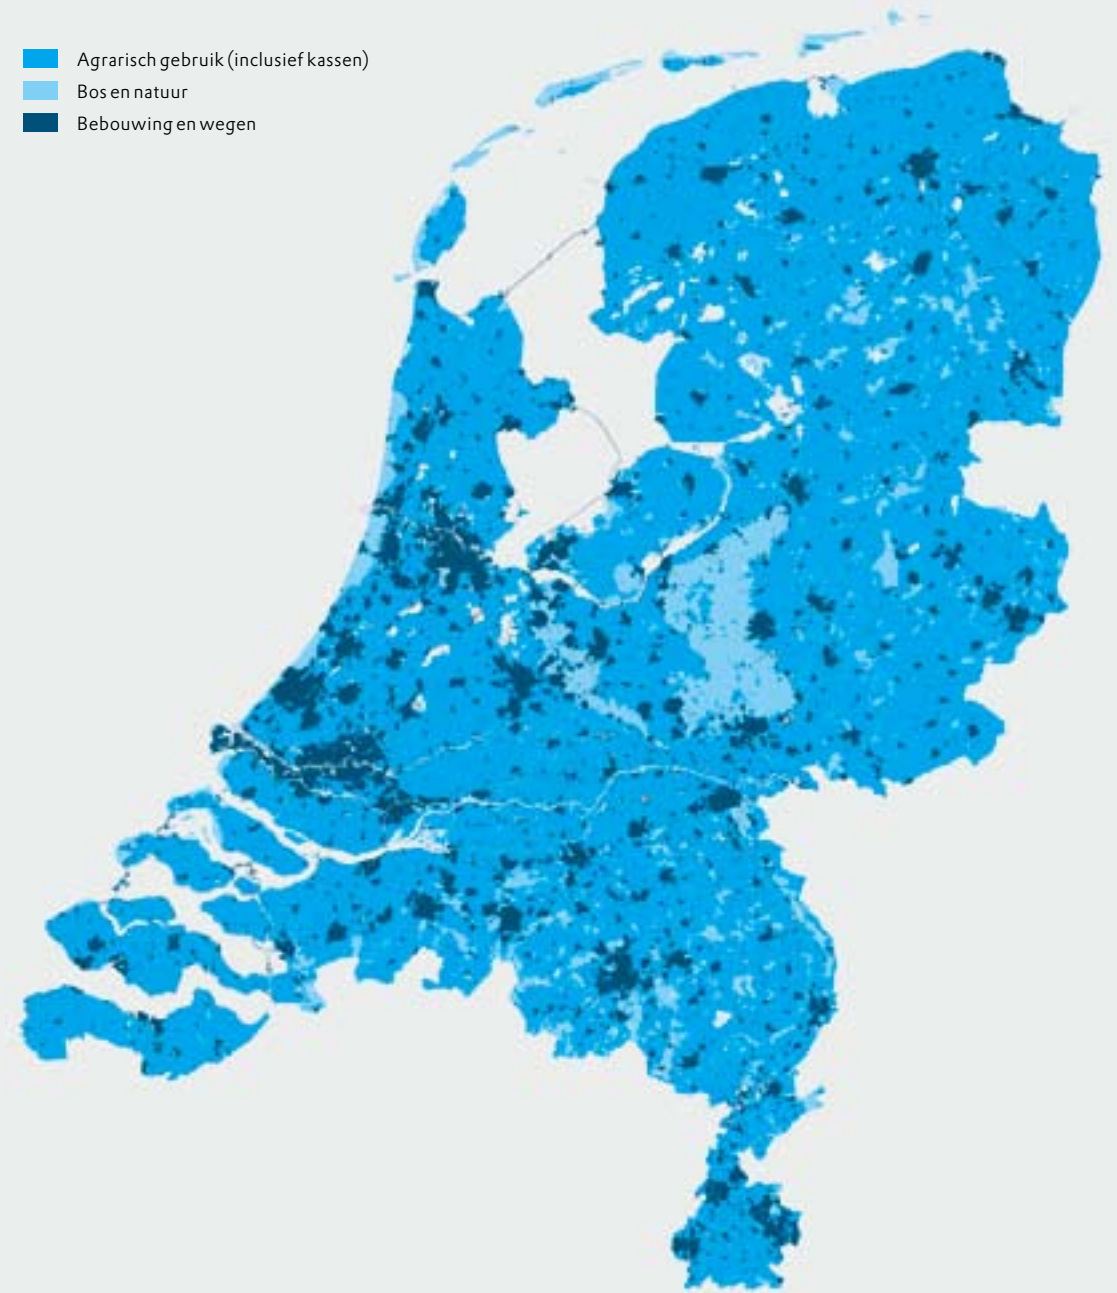 Agrarisch gebruik (inclusief kassen)
Bos en natuur
Bebouwing en wegen